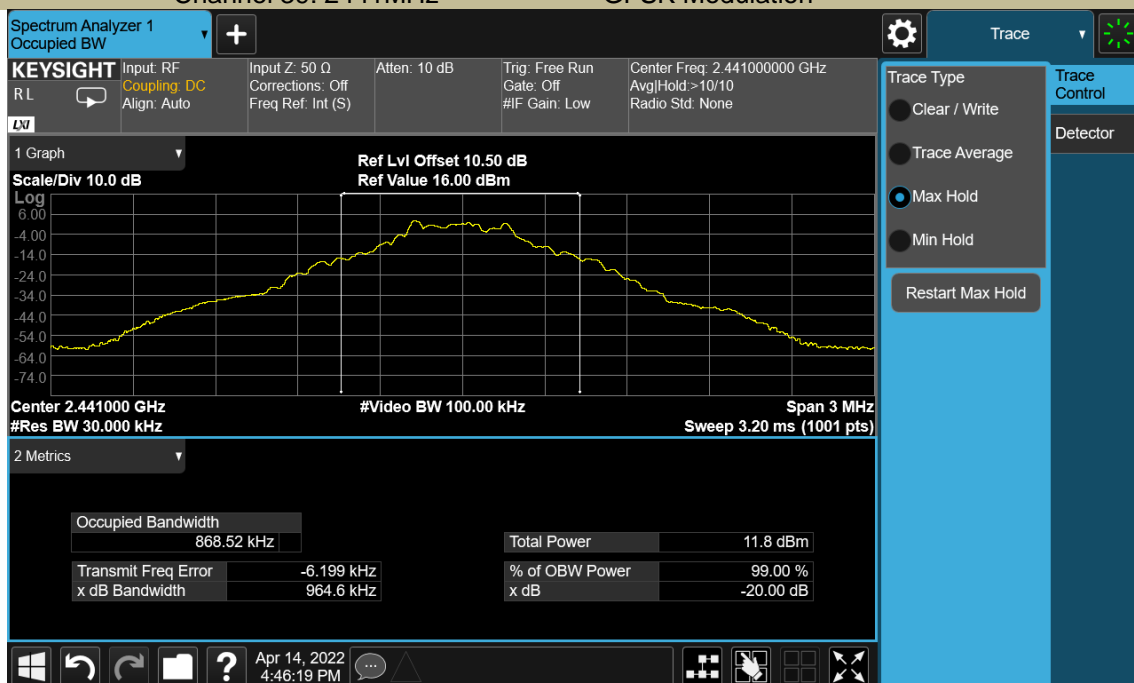 Spectrum Analyzer 1
Occupied BW
+
Trace
KEYSIGHT
RL
LXI
Input: RF
Coupling: DC
Align: Auto
Input Z: 50 Ω
Corrections: Off
Freq Ref: Int (S)
Atten: 10 dB
Trig: Free Run
Gate: Off
#IF Gain: Low
Center Freq: 2.441000000 GHz
Avg|Hold:>10/10
Radio Std: None
1 Graph
Scale/Div 10.0 dB
Ref Lvl Offset 10.50 dB
Ref Value 16.00 dBm
Log
6.00
-4.00
-14.0
-24.0
-34.0
-44.0
-54.0
-64.0
-74.0
Center 2.441000 GHz
#Video BW 100.00 kHz
Span 3 MHz
#Res BW 30.000 kHz
Sweep 3.20 ms (1001 pts)
2 Metrics
Occupied Bandwidth
868.52 kHz
Total Power 11.8 dBm
Transmit Freq Error -6.199 kHz
% of OBW Power 99.00 %
x dB Bandwidth 964.6 kHz
x dB -20.00 dB
?
Apr 14, 2022
4:46:19 PM
Trace Type
Clear / Write
Trace Average
Max Hold
Min Hold
Restart Max Hold
Trace
Control
Detector